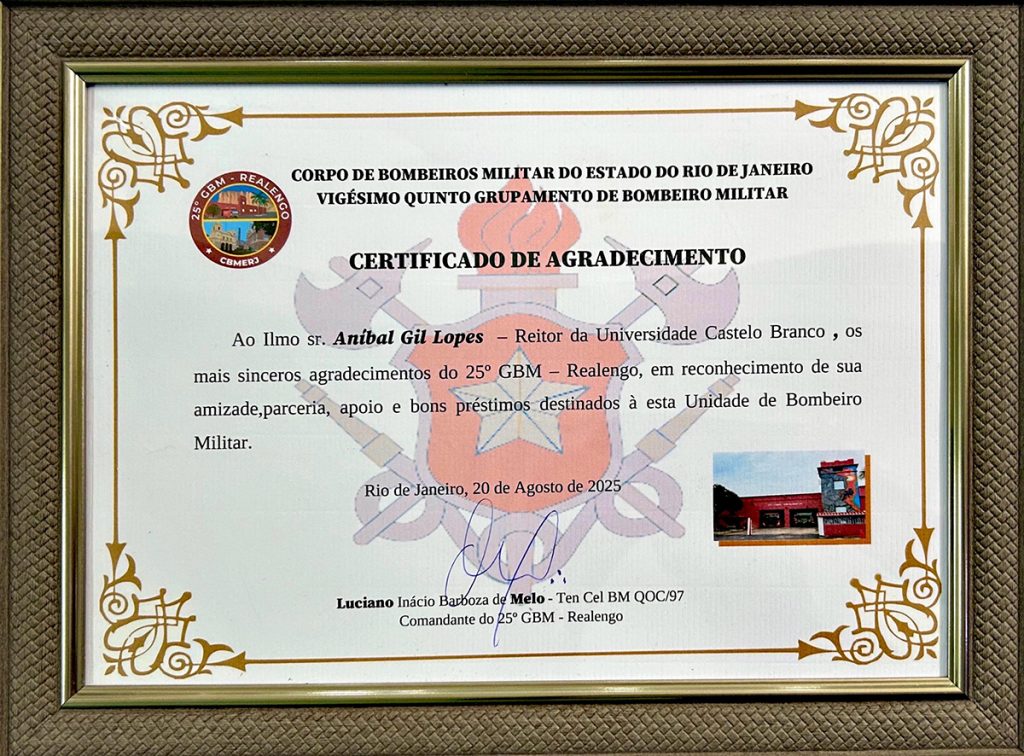 CORPO DE BOMBEIROS MILITAR DO ESTADO DO RIO DE JANEIRO
VIGÉSIMO QUINTO GRUPAMENTO DE BOMBEIRO MILITAR
25º GBM - REALENGO
CBMERJ
CERTIFICADO DE AGRADECIMENTO
Ao Ilmo sr. Aníbal Gil Lopes – Reitor da Universidade Castelo Branco , os
mais sinceros agradecimentos do 25º GBM – Realengo, em reconhecimento de sua
amizade,parceria, apoio e bons préstimos destinados à esta Unidade de Bombeiro
Militar.
Rio de Janeiro, 20 de Agosto de 2025
Luciano Inácio Barboza de Melo - Ten Cel BM QOC/97
Comandante do 25º GBM - Realengo